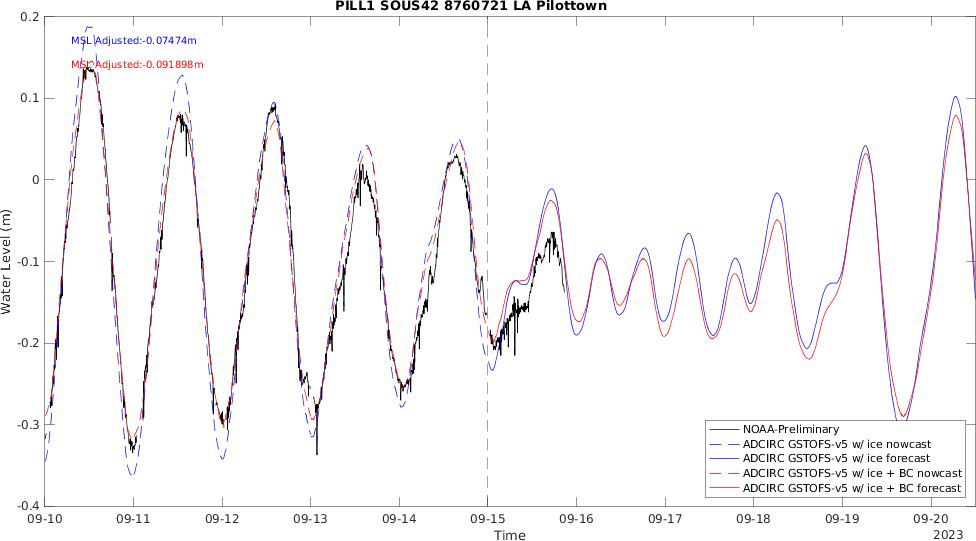 PILL1 SOUS42 8760721 LA Pilottown
MSL Adjusted:-0.07474m
MSL Adjusted:-0.091898m
Water Level (m)
0.2
0.1
0
-0.1
-0.2
-0.3
-0.4
NOAA-Preliminary
ADCIRC GSTOFS-v5 w/ ice nowcast
ADCIRC GSTOFS-v5 w/ ice forecast
ADCIRC GSTOFS-v5 w/ ice + BC nowcast
ADCIRC GSTOFS-v5 w/ ice + BC forecast
09-10 09-11 09-12 09-13 09-14 09-15 09-16 09-17 09-18 09-19 09-20
Time
2023